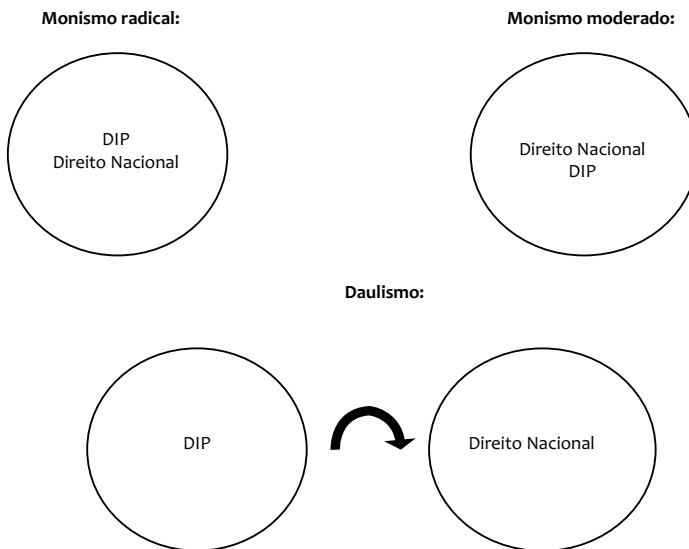 Monismo radical:
Monismo moderado:
DIP
Direito Nacional
Direito Nacional
DIP
Daulismo:
DIP
Direito Nacional